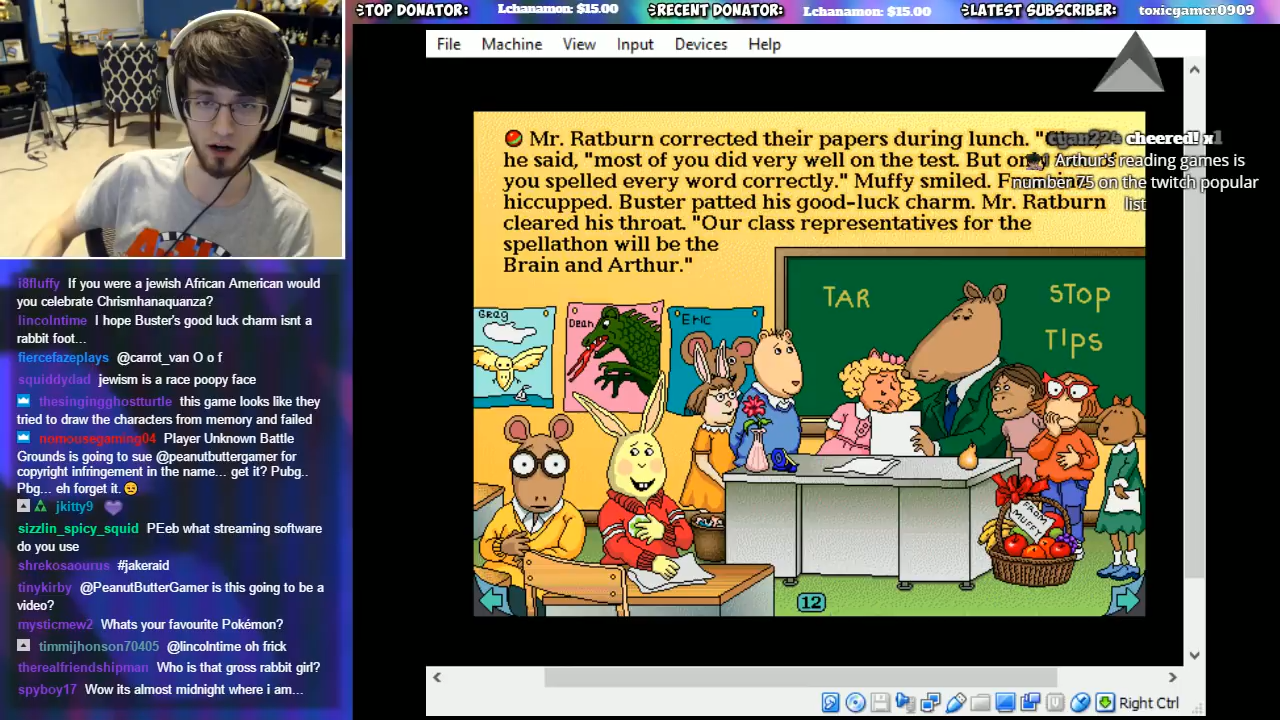 TOP DONATOR: Lchanamon: $15.00 RECENT DONATOR: Lchanamon: $15.00 LATEST SUBSCRIBER: toxicgamer0909
File Machine View Input Devices Help
Mr. Ratburn corrected their papers during lunch. "
he said, "most of you did very well on the test. But on
you spelled every word correctly." Muffy smiled.
hiccupped. Buster patted his good-luck charm. Mr. Ratburn
cleared his throat. "Our class representatives for the
spellathon will be the
Brain and Arthur."
Cyan224 cheered! x1
Arthur's reading games is
number 75 on the twitch popular
list
Greg
Dean
Eric
TAR
STOP
TIPS
FROM
MUFFY
12
i8fluffy If you were a jewish African American would
you celebrate Chrismhanaquanza?
lincolntime I hope Buster's good luck charm isnt a
rabbit foot...
fiercefazeplays @carrot_van O o f
squiddydad jewism is a race poopy face
thesingingghostturtle this game looks like they
tried to draw the characters from memory and failed
nomousegaming04 Player Unknown Battle
Grounds is going to sue @peanutbuttergamer for
copyright infringement in the name... get it? Pubg..
Pbg... eh forget it.
jkitty9
sizzlin_spicy_squid PEeb what streaming software
do you use
shrekosaourus #jakeraid
tinykirby @PeanutButterGamer is this going to be a
video?
mysticmew2 Whats your favourite Pokémon?
timmijhonson70405 @lincolntime oh frick
therealfriendshipman Who is that gross rabbit girl?
spyboy17 Wow its almost midnight where i am...
Right Ctrl